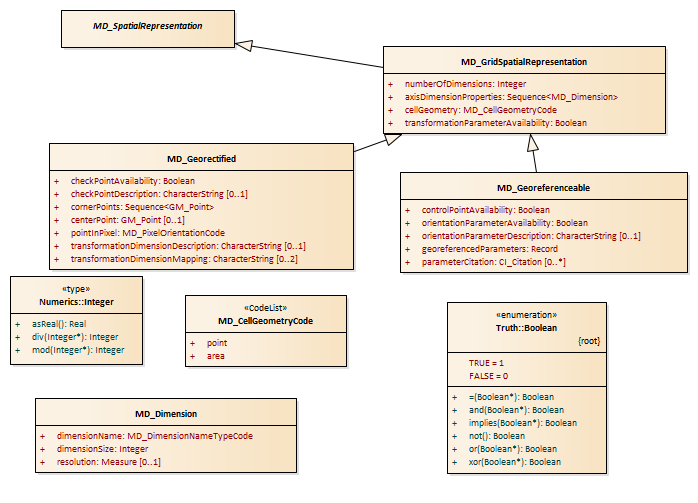 MD_SpatialRepresentation
MD_GridSpatialRepresentation
+ numberOfDimensions: Integer
+ axisDimensionProperties: Sequence<MD_Dimension>
+ cellGeometry: MD_CellGeometryCode
+ transformationParameterAvailability: Boolean
MD_Georectified
+ checkPointAvailability: Boolean
+ checkPointDescription: CharacterString [0..1]
+ cornerPoints: Sequence<GM_Point>
+ centerPoint: GM_Point [0..1]
+ pointInPixel: MD_PixelOrientationCode
+ transformationDimensionDescription: CharacterString [0..1]
+ transformationDimensionMapping: CharacterString [0..2]
MD_Georeferenceable
+ controlPointAvailability: Boolean
+ orientationParameterAvailability: Boolean
+ orientationParameterDescription: CharacterString [0..1]
+ georeferencedParameters: Record
+ parameterCitation: CI_Citation [0..*]
«type»
Numerics::Integer
+ asReal(): Real
+ div(Integer*): Integer
+ mod(Integer*): Integer
«CodeList»
MD_CellGeometryCode
+ point
+ area
«enumeration»
Truth::Boolean
{root}
TRUE = 1
FALSE = 0
+ =(Boolean*): Boolean
+ and(Boolean*): Boolean
+ implies(Boolean*): Boolean
+ not(): Boolean
+ or(Boolean*): Boolean
+ xor(Boolean*): Boolean
MD_Dimension
+ dimensionName: MD_DimensionNameTypeCode
+ dimensionSize: Integer
+ resolution: Measure [0..1]